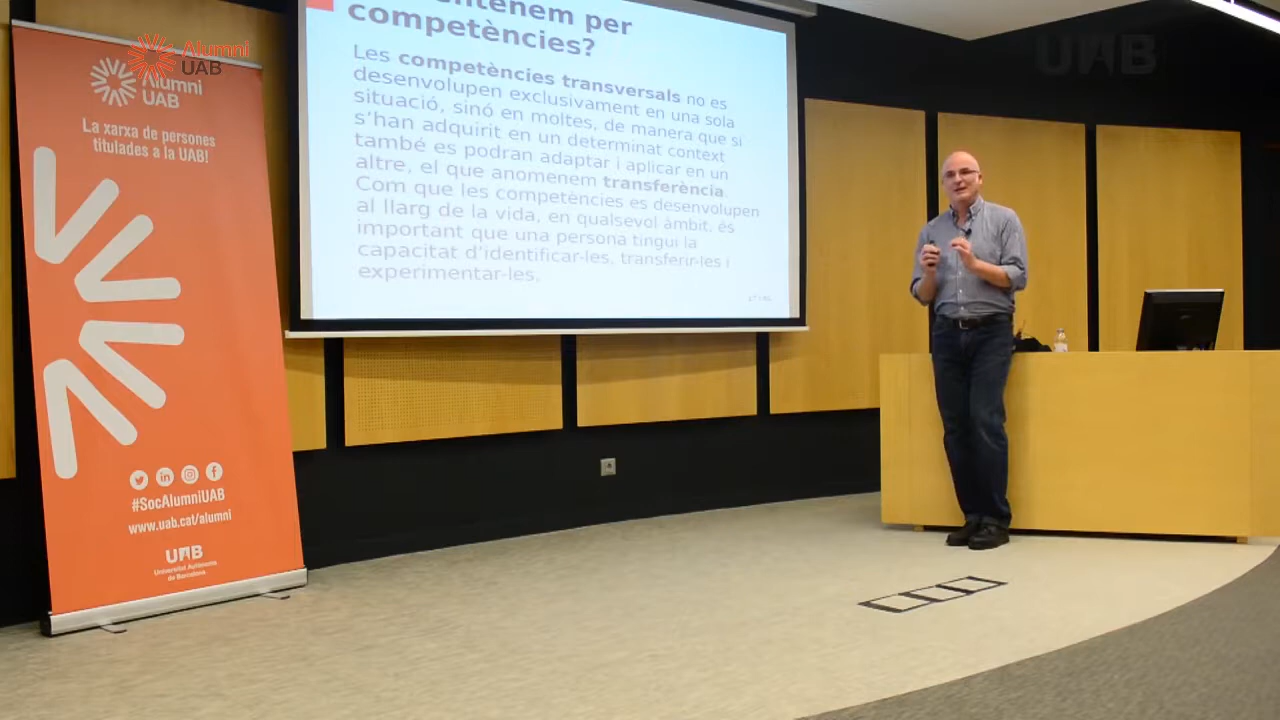 Alumni
UAB
Alumni
UAB
La xarxa de persones
titulades a la UAB!
#SocAlumniUAB
www.uab.cat/alumni
UAB
Universitat Autònoma
de Barcelona
entenem per
competències?
Les competències transversals no es
desenvolupen exclusivament en una sola
situació, sinó en moltes, de manera que si
s’han adquirit en un determinat context
també es podran adaptar i aplicar en un
altre, el que anomenem transferència.
Com que les competències es desenvolupen
al llarg de la vida, en qualsevol àmbit, és
important que una persona tingui la
capacitat d’identificar-les, transferir-les i
experimentar-les.
UAB